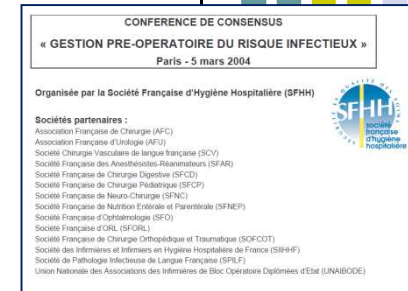 CONFERENCE DE CONSENSUS
« GESTION PRE-OPERATOIRE DU RISQUE INFECTIEUX »
Paris - 5 mars 2004
Organisée par la Société Française d'Hygiène Hospitalière (SFHH)
Sociétés partenaires :
Association Française de Chirurgie (AFC)
Association Française d'Urologie (AFU)
Société Chirurgie Vasculaire de langue française (SCV)
Société Française des Anesthésistes-Réanimateurs (SFAR)
Société Française de Chirurgie Digestive (SFCD)
Société Française de Chirurgie Pédiatrique (SFCP)
Société Française de Neuro-Chirurgie (SFNC)
Société Française de Nutrition Entérale et Parentérale (SFNEP)
Société Française d'Ophtalmologie (SFO)
Société Française d'ORL (SFORL)
Société Française de Chirurgie Orthopédique et Traumatique (SOFCOT)
Société des Infirmières et Infirmiers en Hygiène Hospitalière de France (SIIHHF)
Société de Pathologie Infectieuse de Langue Française (SPILF)
Union Nationale des Associations des Infirmières de Bloc Opératoire Diplômées d'Etat (UNAIBODE)
SFHH
société
française
d'hygiène
hospitalière